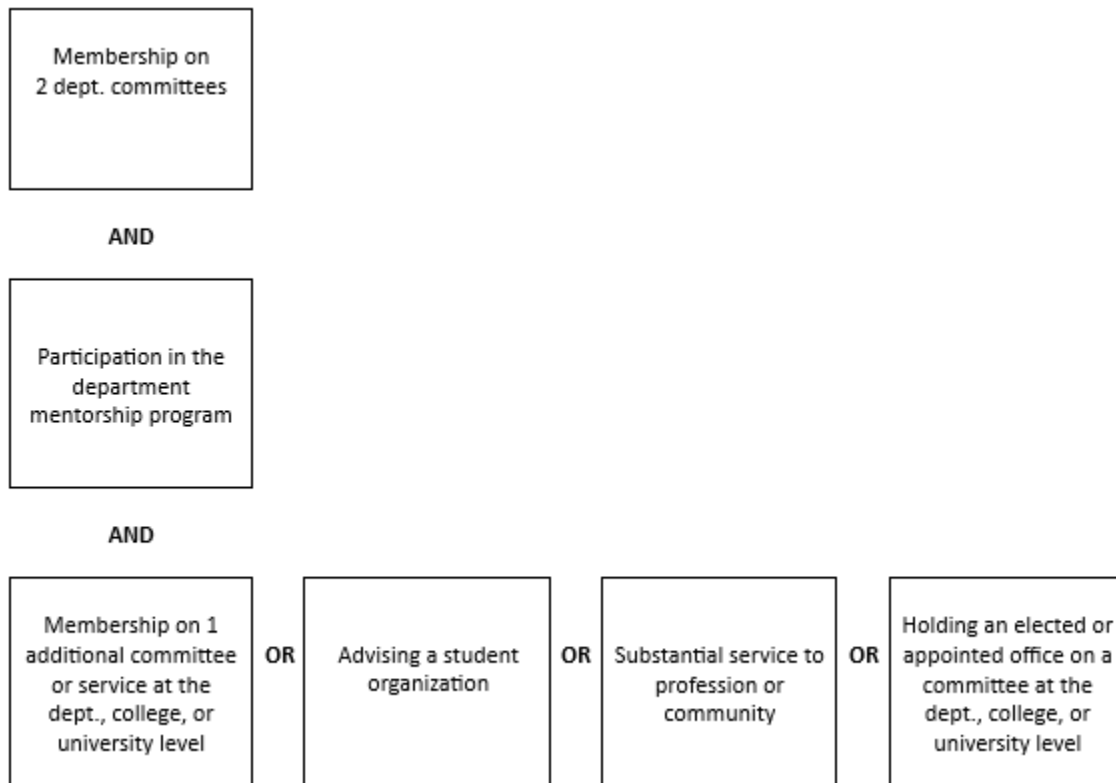 Membership on
2 dept. committees
AND
Participation in the
department
mentorship program
AND
Membership on 1
additional committee
or service at the
dept., college, or
university level
OR
Advising a student
organization
OR
Substantial service to
profession or
community
OR
Holding an elected or
appointed office on a
committee at the
dept., college, or
university level